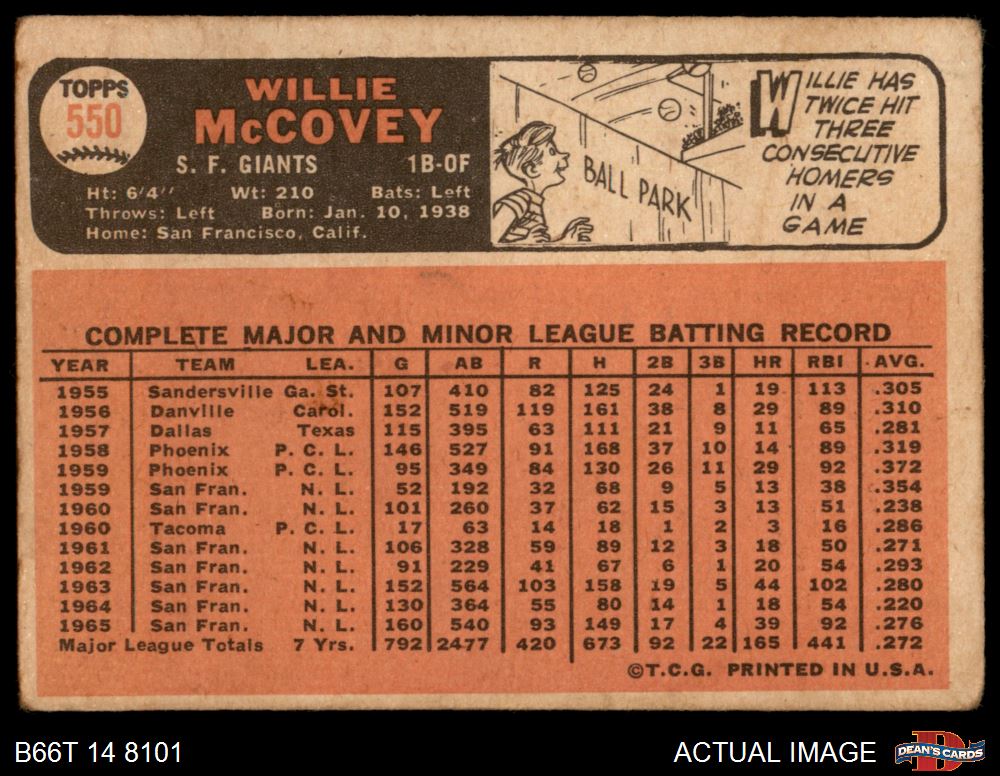 TOPPS
550
WILLIE
McCOVEY
S. F. GIANTS 1B-OF
Ht: 6'4" Wt: 210 Bats: Left
Throws: Left Born: Jan. 10, 1938
Home: San Francisco, Calif.
BALL PARK
WILLIE HAS
TWICE HIT
THREE
CONSECUTIVE
HOMERS
IN A
GAME
COMPLETE MAJOR AND MINOR LEAGUE BATTING RECORD
YEAR TEAM LEA. G AB R H 2B 3B HR RBI AVG.
1955 Sandersville Ga. St. 107 410 82 125 24 1 19 113 .305
1956 Danville Carol. 152 519 119 161 38 8 29 89 .310
1957 Dallas Texas 115 395 63 111 21 9 11 65 .281
1958 Phoenix P. C. L. 146 527 91 168 37 10 14 89 .319
1959 Phoenix P. C. L. 95 349 84 130 26 11 29 92 .372
1959 San Fran. N. L. 52 192 32 68 9 5 13 38 .354
1960 San Fran. N. L. 101 260 37 62 15 3 13 51 .238
1960 Tacoma P. C. L. 17 63 14 18 1 2 3 16 .286
1961 San Fran. N. L. 106 328 59 89 12 3 18 50 .271
1962 San Fran. N. L. 91 229 41 67 6 1 20 54 .293
1963 San Fran. N. L. 152 564 103 158 19 5 44 102 .280
1964 San Fran. N. L. 130 364 55 80 14 1 18 54 .220
1965 San Fran. N. L. 160 540 93 149 17 4 39 92 .276
Major League Totals 7 Yrs. 792 2477 420 673 92 22 165 441 .272
©T.C.G. PRINTED IN U.S.A.
B66T 14 8101
ACTUAL IMAGE
DEAN'S CARDS